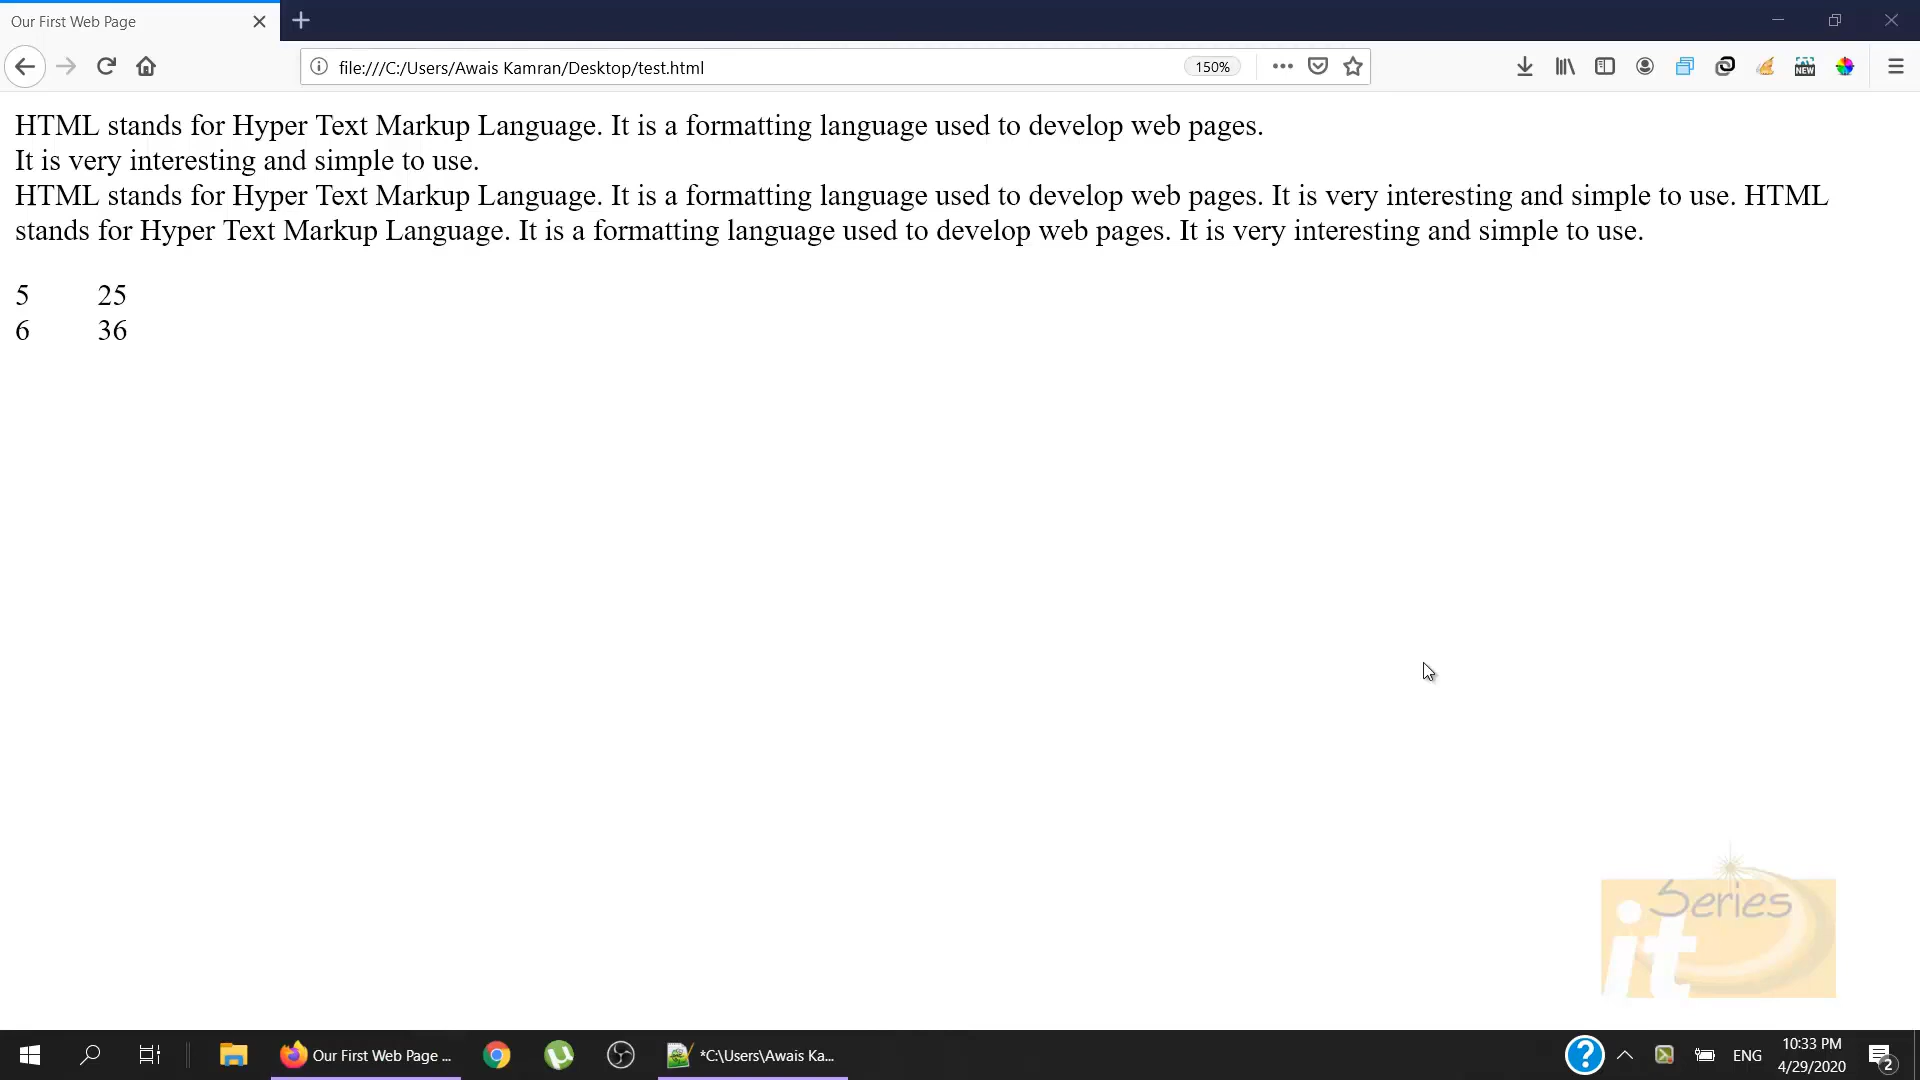 Our First Web Page
file:///C:/Users/Awais Kamran/Desktop/test.html
150%
NEW
HTML stands for Hyper Text Markup Language. It is a formatting language used to develop web pages.
It is very interesting and simple to use.
HTML stands for Hyper Text Markup Language. It is a formatting language used to develop web pages. It is very interesting and simple to use. HTML
stands for Hyper Text Markup Language. It is a formatting language used to develop web pages. It is very interesting and simple to use.
5 25
6 36
it Series
Our First Web Page ...
*C:\Users\Awais Ka...
ENG
10:33 PM
4/29/2020
2